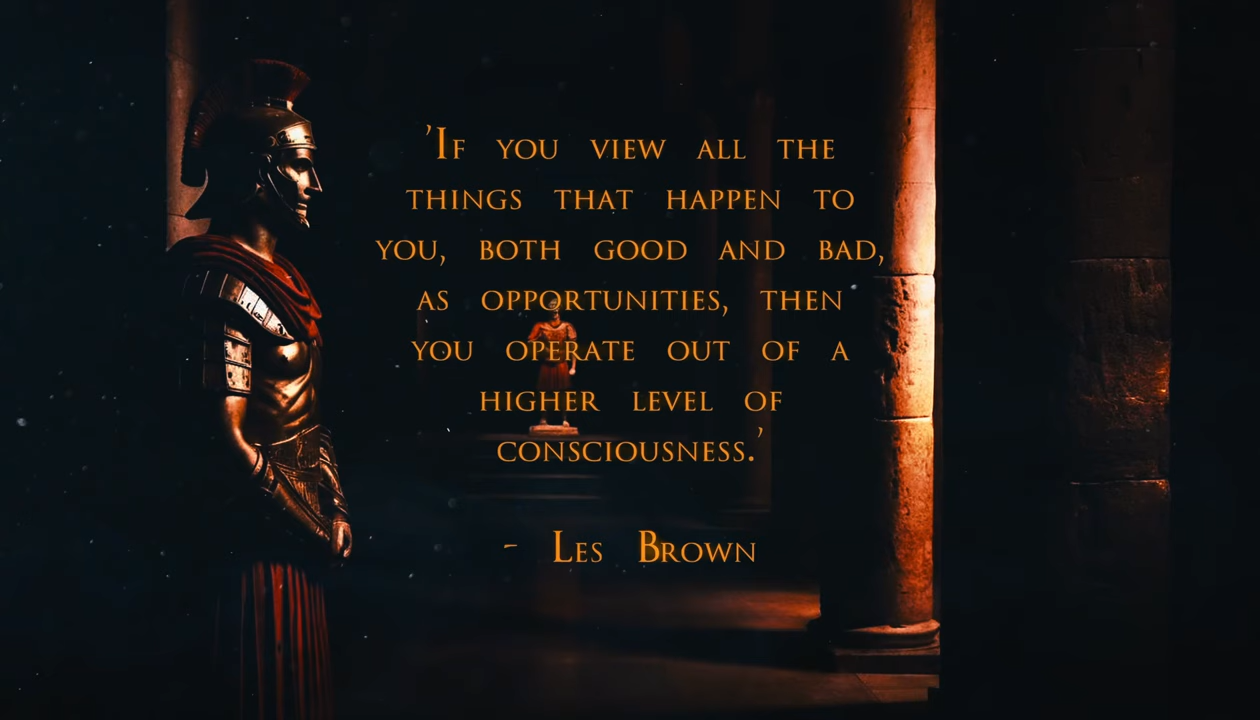 'If you view all the
things that happen to
you, both good and bad,
as opportunities, then
you operate out of a
higher level of
consciousness.'
- Les Brown